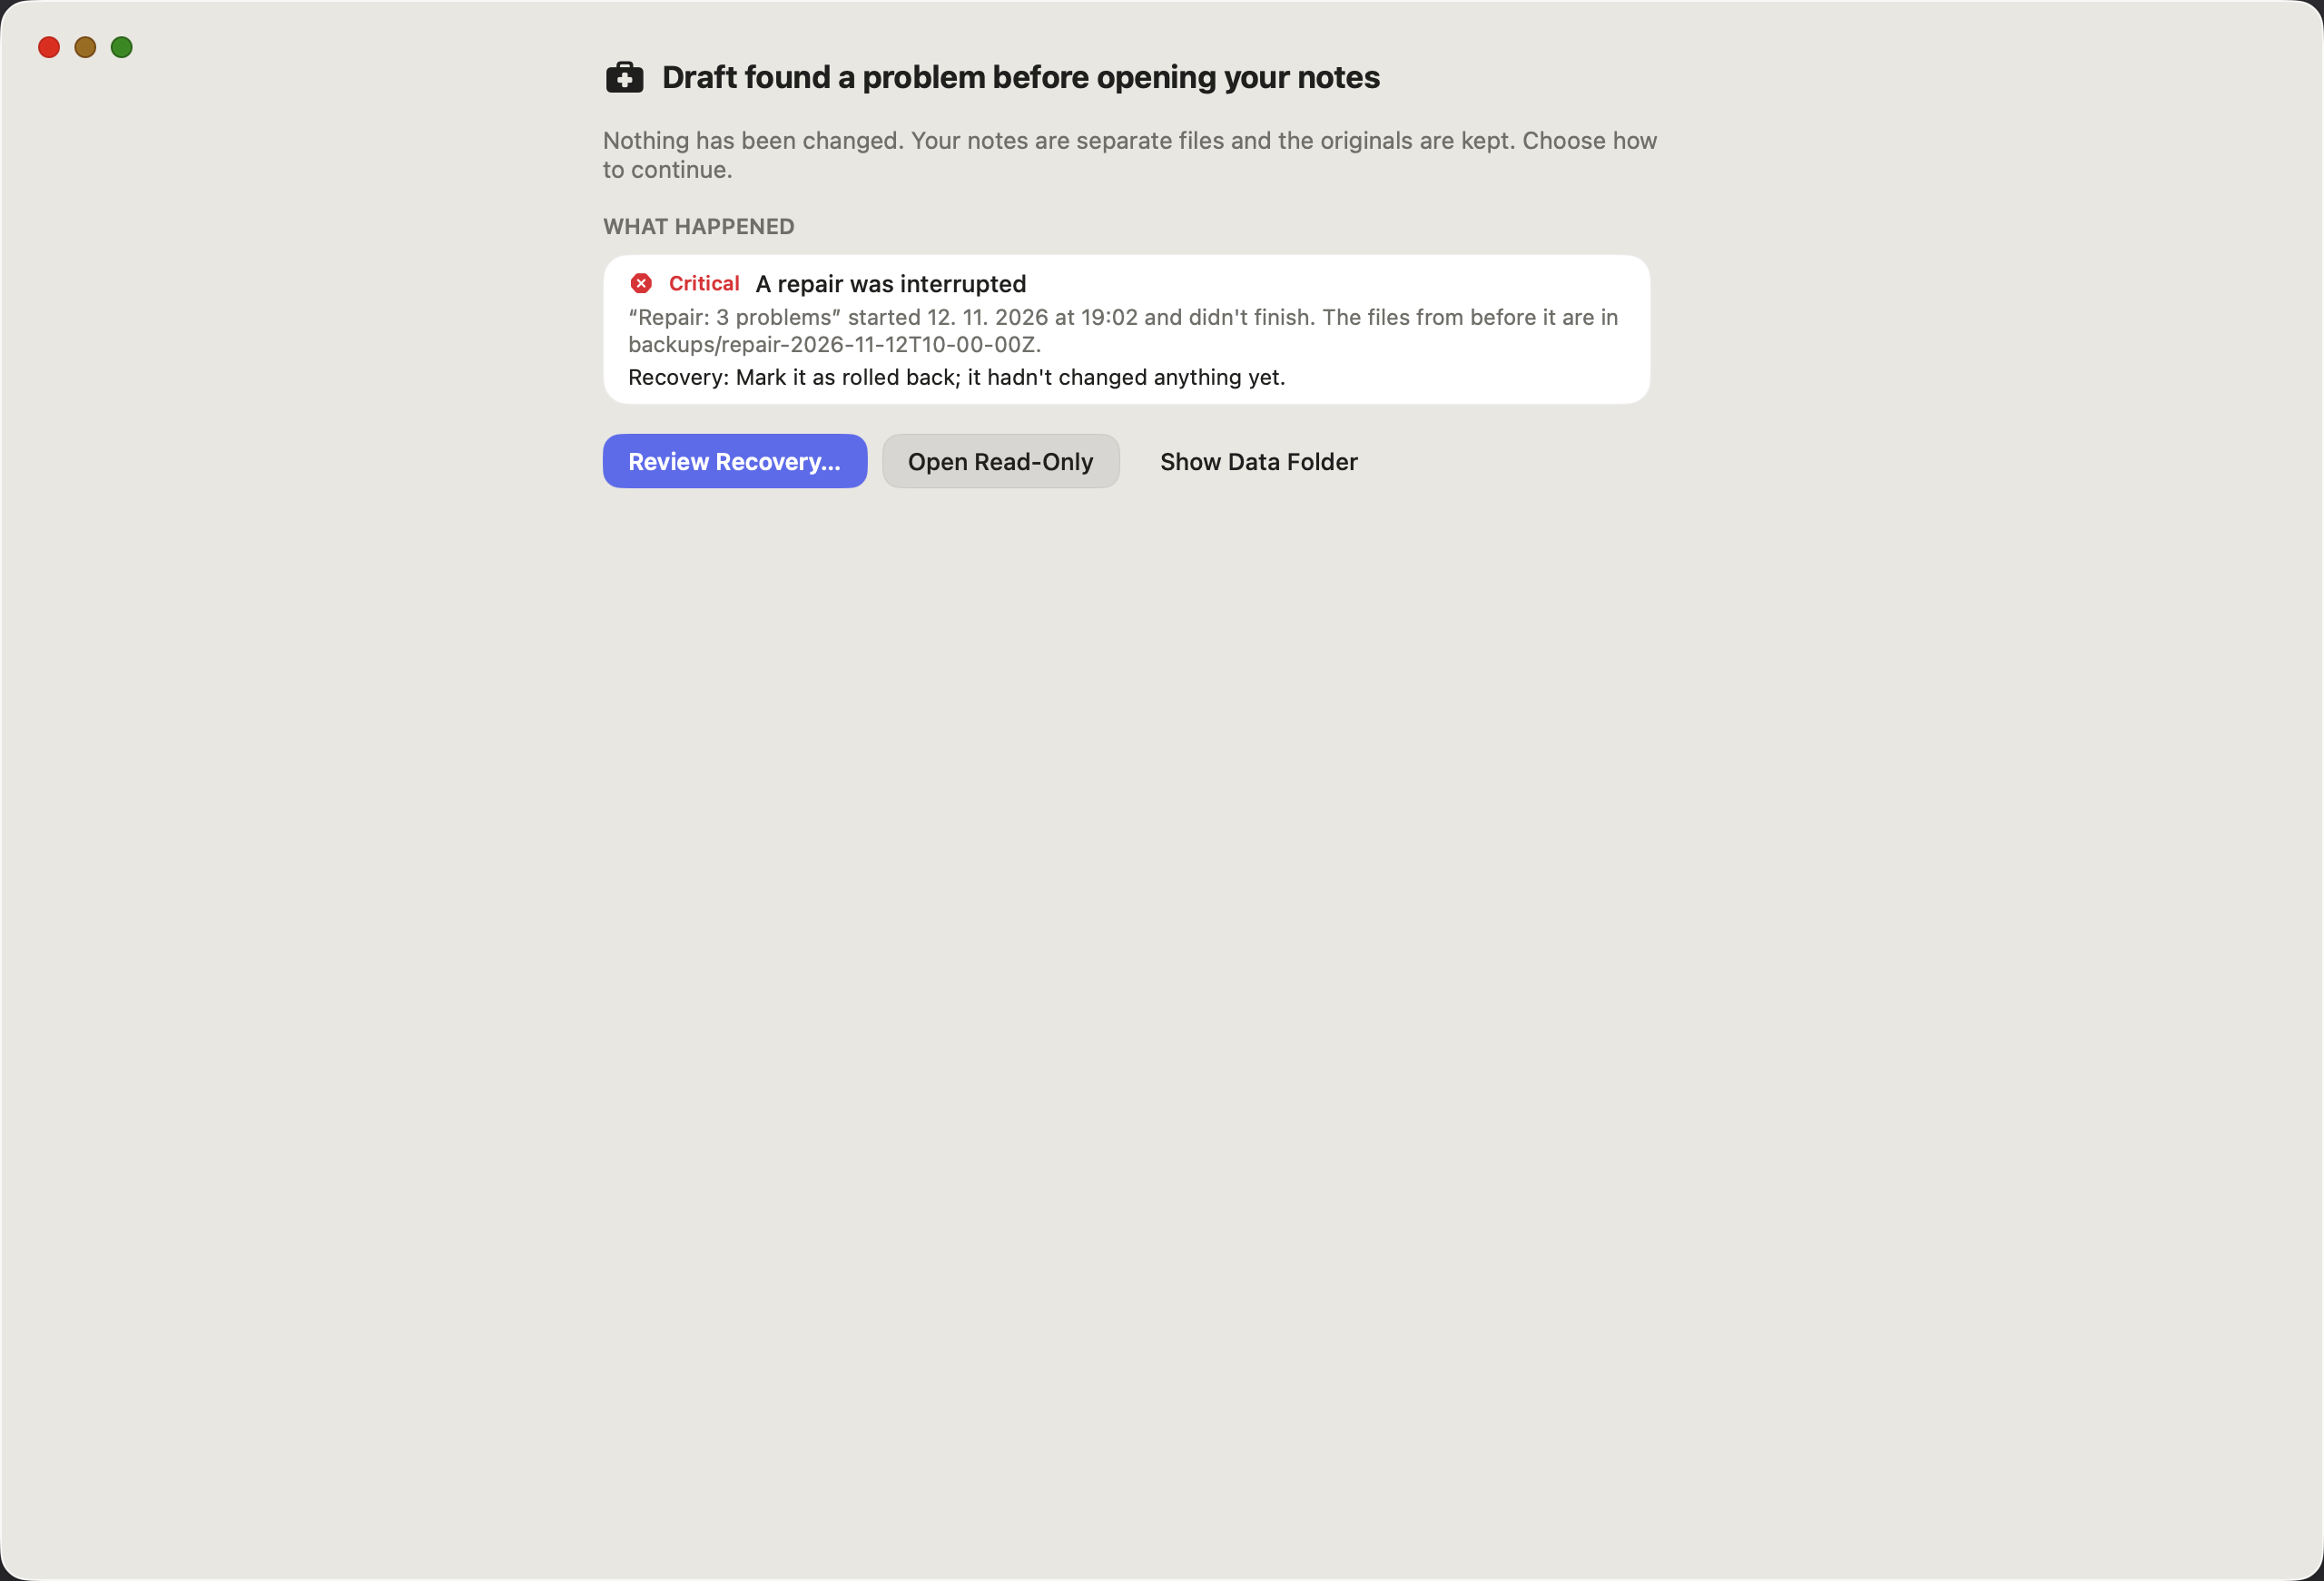 Draft found a problem before opening your notes
Nothing has been changed. Your notes are separate files and the originals are kept. Choose how
to continue.
WHAT HAPPENED
Critical A repair was interrupted
“Repair: 3 problems” started 12. 11. 2026 at 19:02 and didn't finish. The files from before it are in
backups/repair-2026-11-12T10-00-00Z.
Recovery: Mark it as rolled back; it hadn't changed anything yet.
Review Recovery... Open Read-Only Show Data Folder